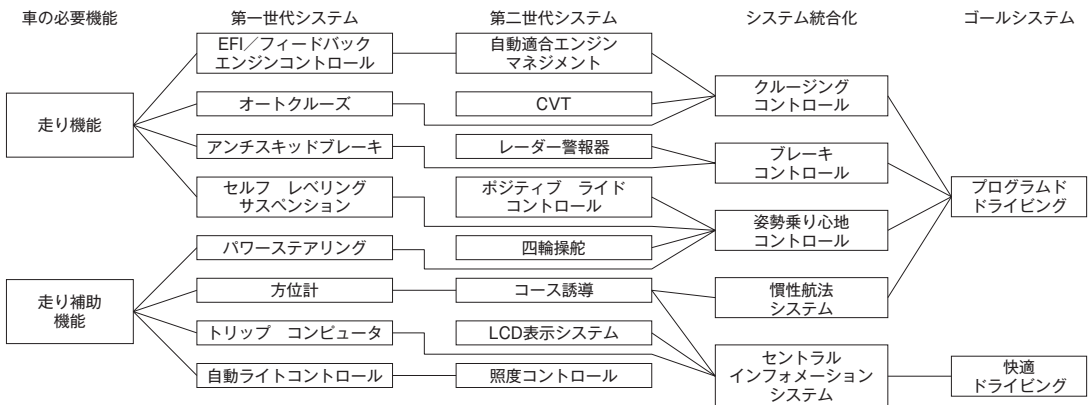 車の必要機能
第一世代システム
第二世代システム
システム統合化
ゴールシステム
走り機能
走り補助
機能
EFI／フィードバック
エンジンコントロール
オートクルーズ
アンチスキッドブレーキ
セルフ　レベリング
サスペンション
パワーステアリング
方位計
トリップ　コンピュータ
自動ライトコントロール
自動適合エンジン
マネジメント
CVT
レーダー警報器
ポジティブ　ライド
コントロール
四輪操舵
コース誘導
LCD表示システム
照度コントロール
クルージング
コントロール
ブレーキ
コントロール
姿勢乗り心地
コントロール
慣性航法
システム
セントラル
インフォメーション
システム
プログラムド
ドライビング
快適
ドライビング